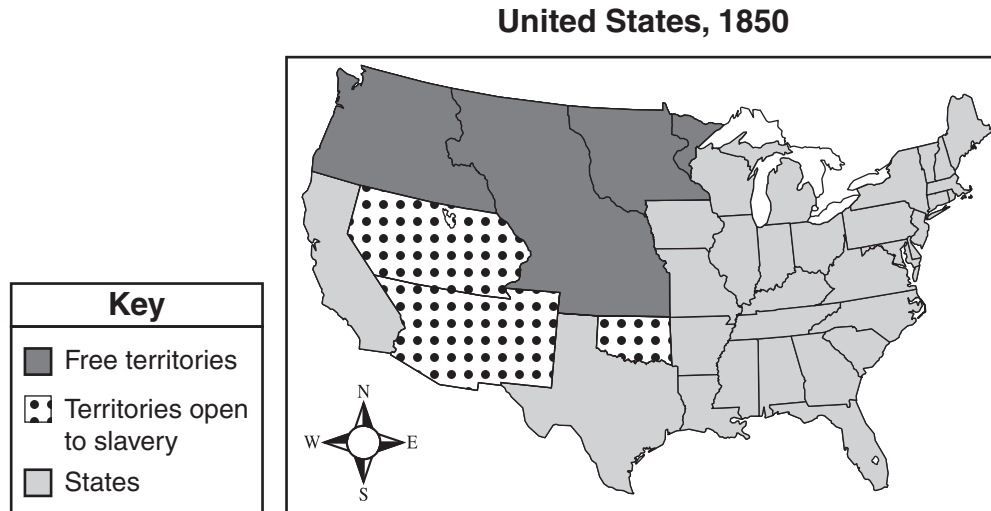 United States, 1850
Key
Free territories
Territories open
to slavery
States
N
W
E
S